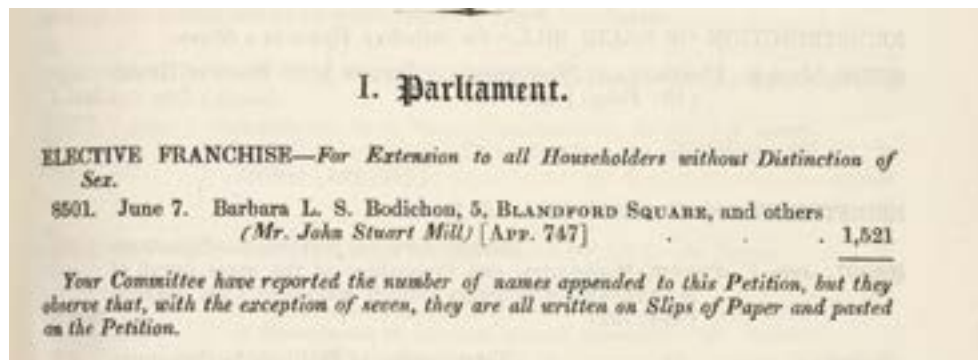 I. Parliament.
ELECTIVE FRANCHISE—For Extension to all Householders without Distinction of
Sex.
8501. June 7. Barbara L. S. Bodichon, 5, BLANDFORD SQUARE, and others
(Mr. John Stuart Mill) [APP. 747] . . . 1,521
Your Committee have reported the number of names appended to this Petition, but they
observe that, with the exception of seven, they are all written on Slips of Paper and pasted
on the Petition.